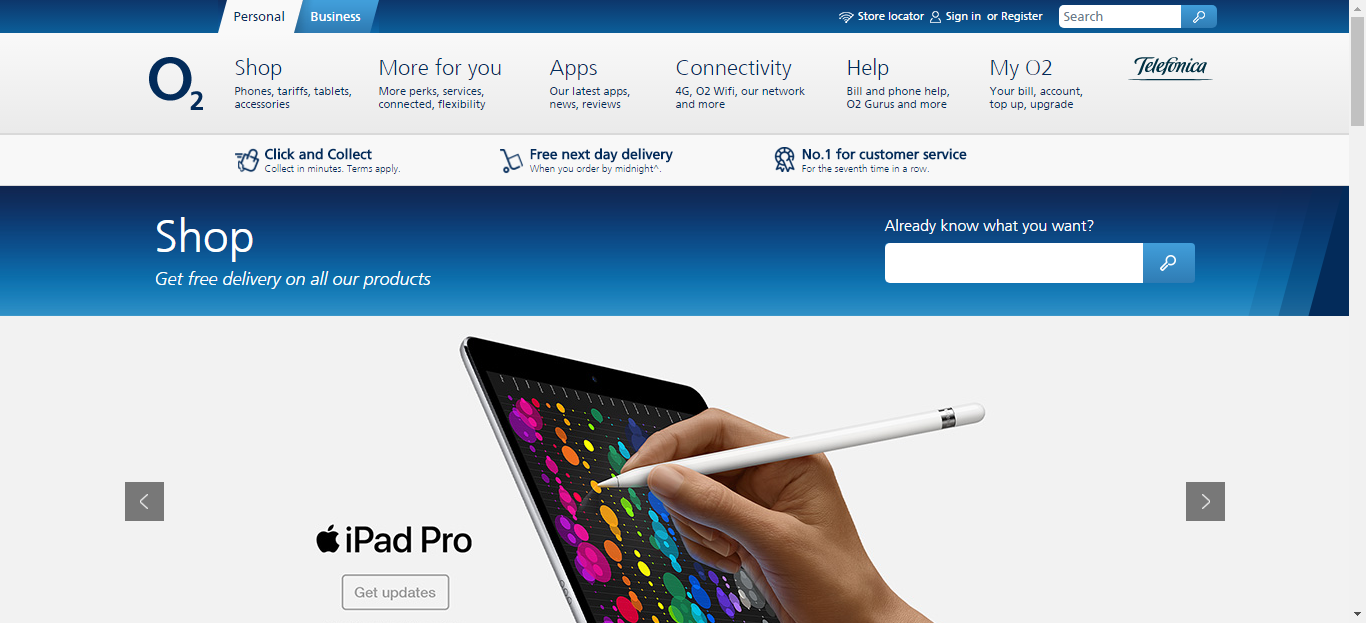 Personal
Business
Store locator
Sign in or Register
Search
O2
Shop
Phones, tariffs, tablets,
accessories
More for you
More perks, services,
connected, flexibility
Apps
Our latest apps,
news, reviews
Connectivity
4G, O2 Wifi, our network
and more
Help
Bill and phone help,
O2 Gurus and more
My O2
Your bill, account,
top up, upgrade
Telefónica
Click and Collect
Collect in minutes. Terms apply.
Free next day delivery
When you order by midnight^.
No.1 for customer service
For the seventh time in a row.
Shop
Get free delivery on all our products
Already know what you want?
iPad Pro
Get updates